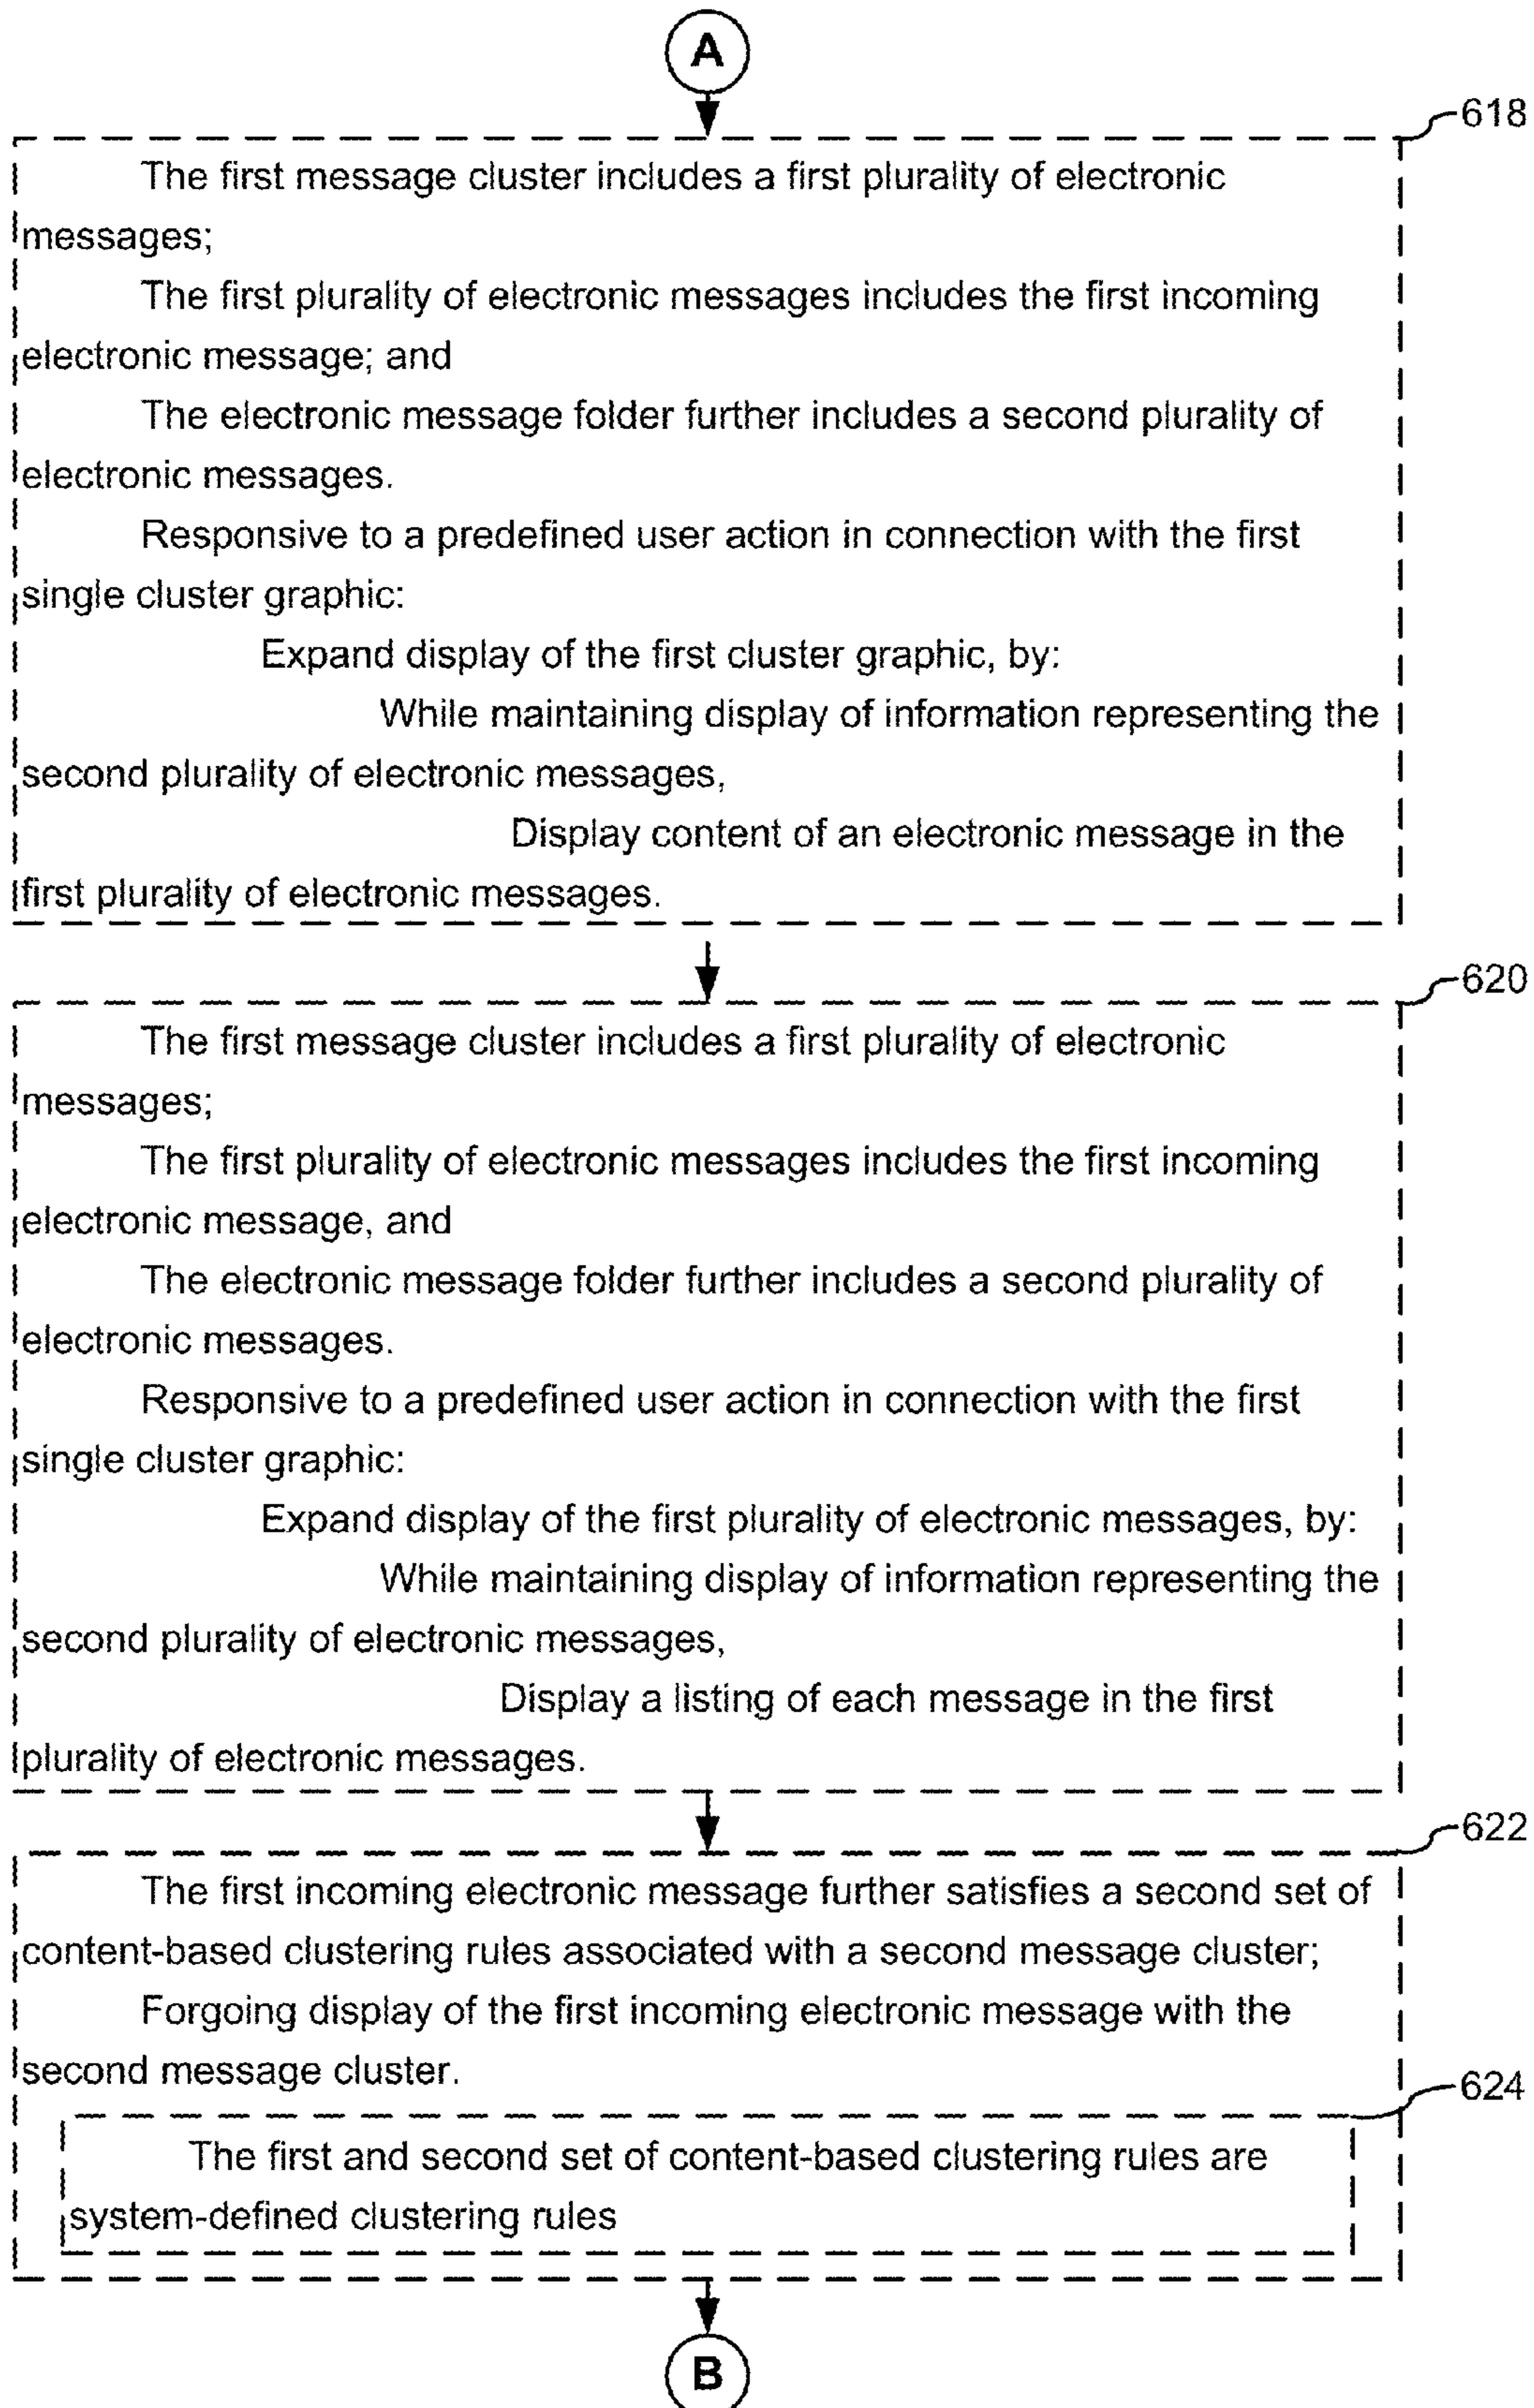 A
618
The first message cluster includes a first plurality of electronic
messages;
The first plurality of electronic messages includes the first incoming
electronic message; and
The electronic message folder further includes a second plurality of
electronic messages.
Responsive to a predefined user action in connection with the first
single cluster graphic:
Expand display of the first cluster graphic, by:
While maintaining display of information representing the
second plurality of electronic messages,
Display content of an electronic message in the
first plurality of electronic messages.
620
The first message cluster includes a first plurality of electronic
messages;
The first plurality of electronic messages includes the first incoming
electronic message, and
The electronic message folder further includes a second plurality of
electronic messages.
Responsive to a predefined user action in connection with the first
single cluster graphic:
Expand display of the first plurality of electronic messages, by:
While maintaining display of information representing the
second plurality of electronic messages,
Display a listing of each message in the first
plurality of electronic messages.
622
The first incoming electronic message further satisfies a second set of
content-based clustering rules associated with a second message cluster;
Forgoing display of the first incoming electronic message with the
second message cluster.
624
The first and second set of content-based clustering rules are
system-defined clustering rules
B